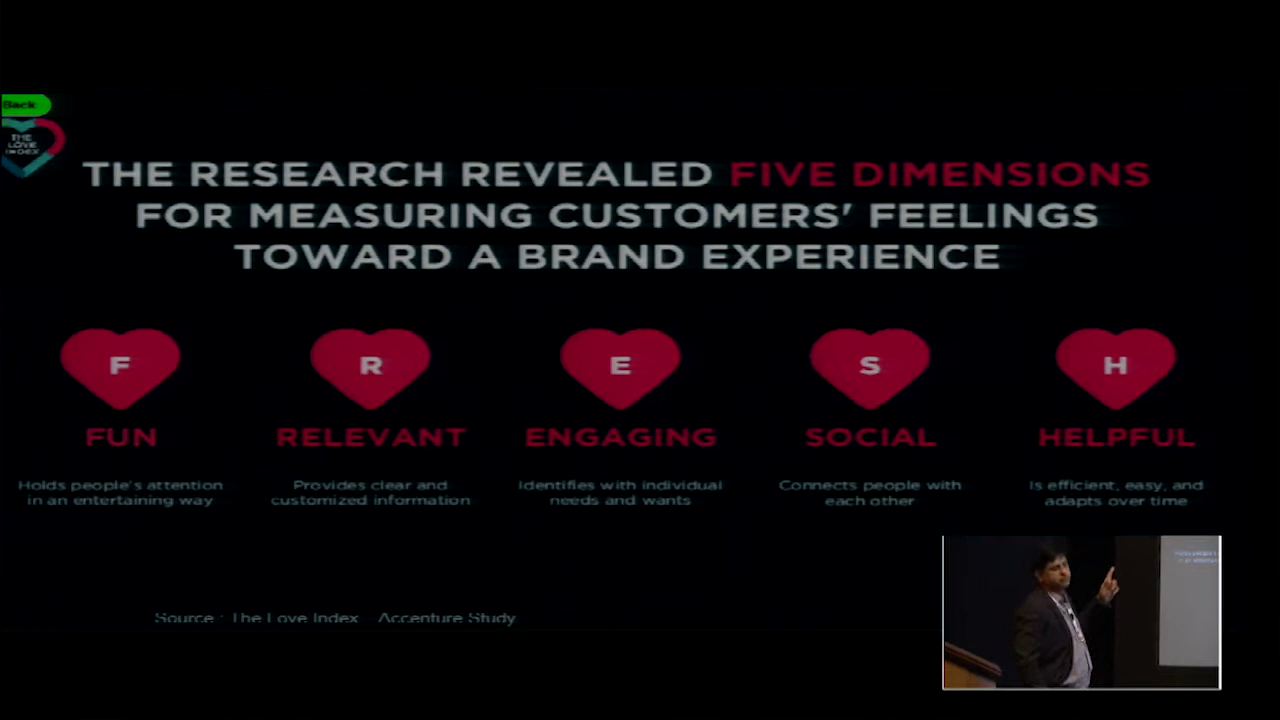 Back
THE
LOVE
INDEX
THE RESEARCH REVEALED FIVE DIMENSIONS
FOR MEASURING CUSTOMERS' FEELINGS
TOWARD A BRAND EXPERIENCE
F
R
E
S
H
FUN
RELEVANT
ENGAGING
SOCIAL
HELPFUL
Holds people's attention
in an entertaining way
Provides clear and
customized information
Identifies with individual
needs and wants
Connects people with
each other
Is efficient, easy, and
adapts over time
Source : The Love Index – Accenture Study